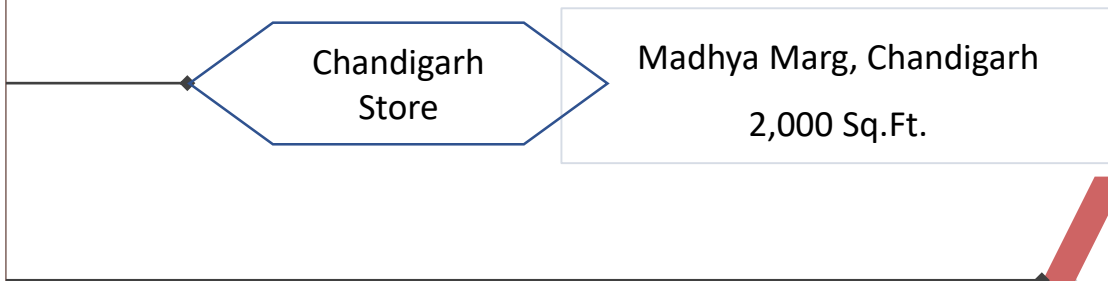 Chandigarh
Store
Madhya Marg, Chandigarh
2,000 Sq.Ft.